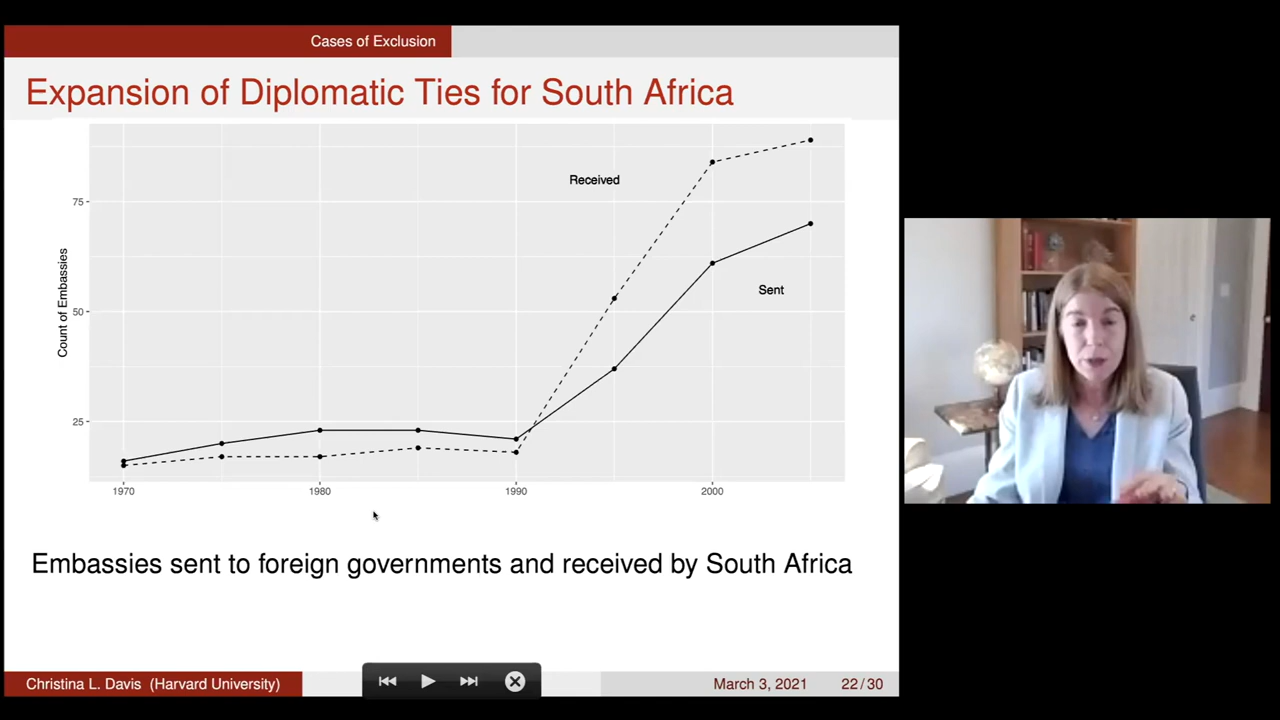 Cases of Exclusion
Expansion of Diplomatic Ties for South Africa
Count of Embassies
75
50
25
Received
Sent
1970
1980
1990
2000
Embassies sent to foreign governments and received by South Africa
Christina L. Davis (Harvard University)
March 3, 2021
22/30